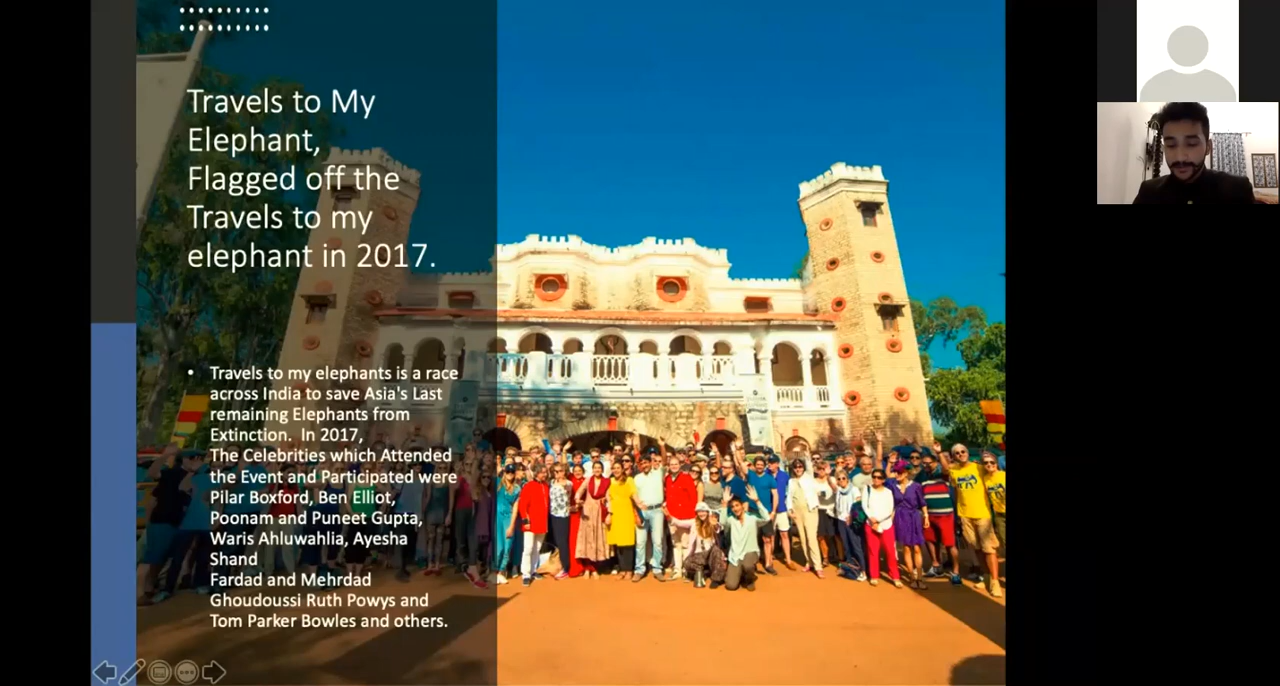 Travels to My
Elephant,
Flagged off the
Travels to my
elephant in 2017.
• Travels to my elephants is a race
across India to save Asia's Last
remaining Elephants from
Extinction. In 2017,
The Celebrities which Attended
the Event and Participated were
Pilar Boxford, Ben Elliot,
Poonam and Puneet Gupta,
Waris Ahluwahlia, Ayesha
Shand
Fardad and Mehrdad
Ghoudoussi Ruth Powys and
Tom Parker Bowles and others.